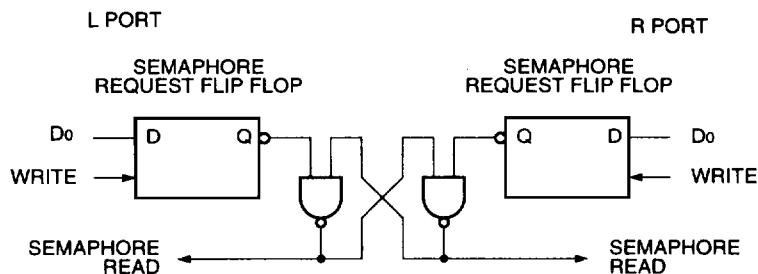 L PORT
R PORT
SEMAPHORE
REQUEST FLIP FLOP
SEMAPHORE
REQUEST FLIP FLOP
D0
D
Q
Q
D
D0
WRITE
WRITE
SEMAPHORE
READ
SEMAPHORE
READ